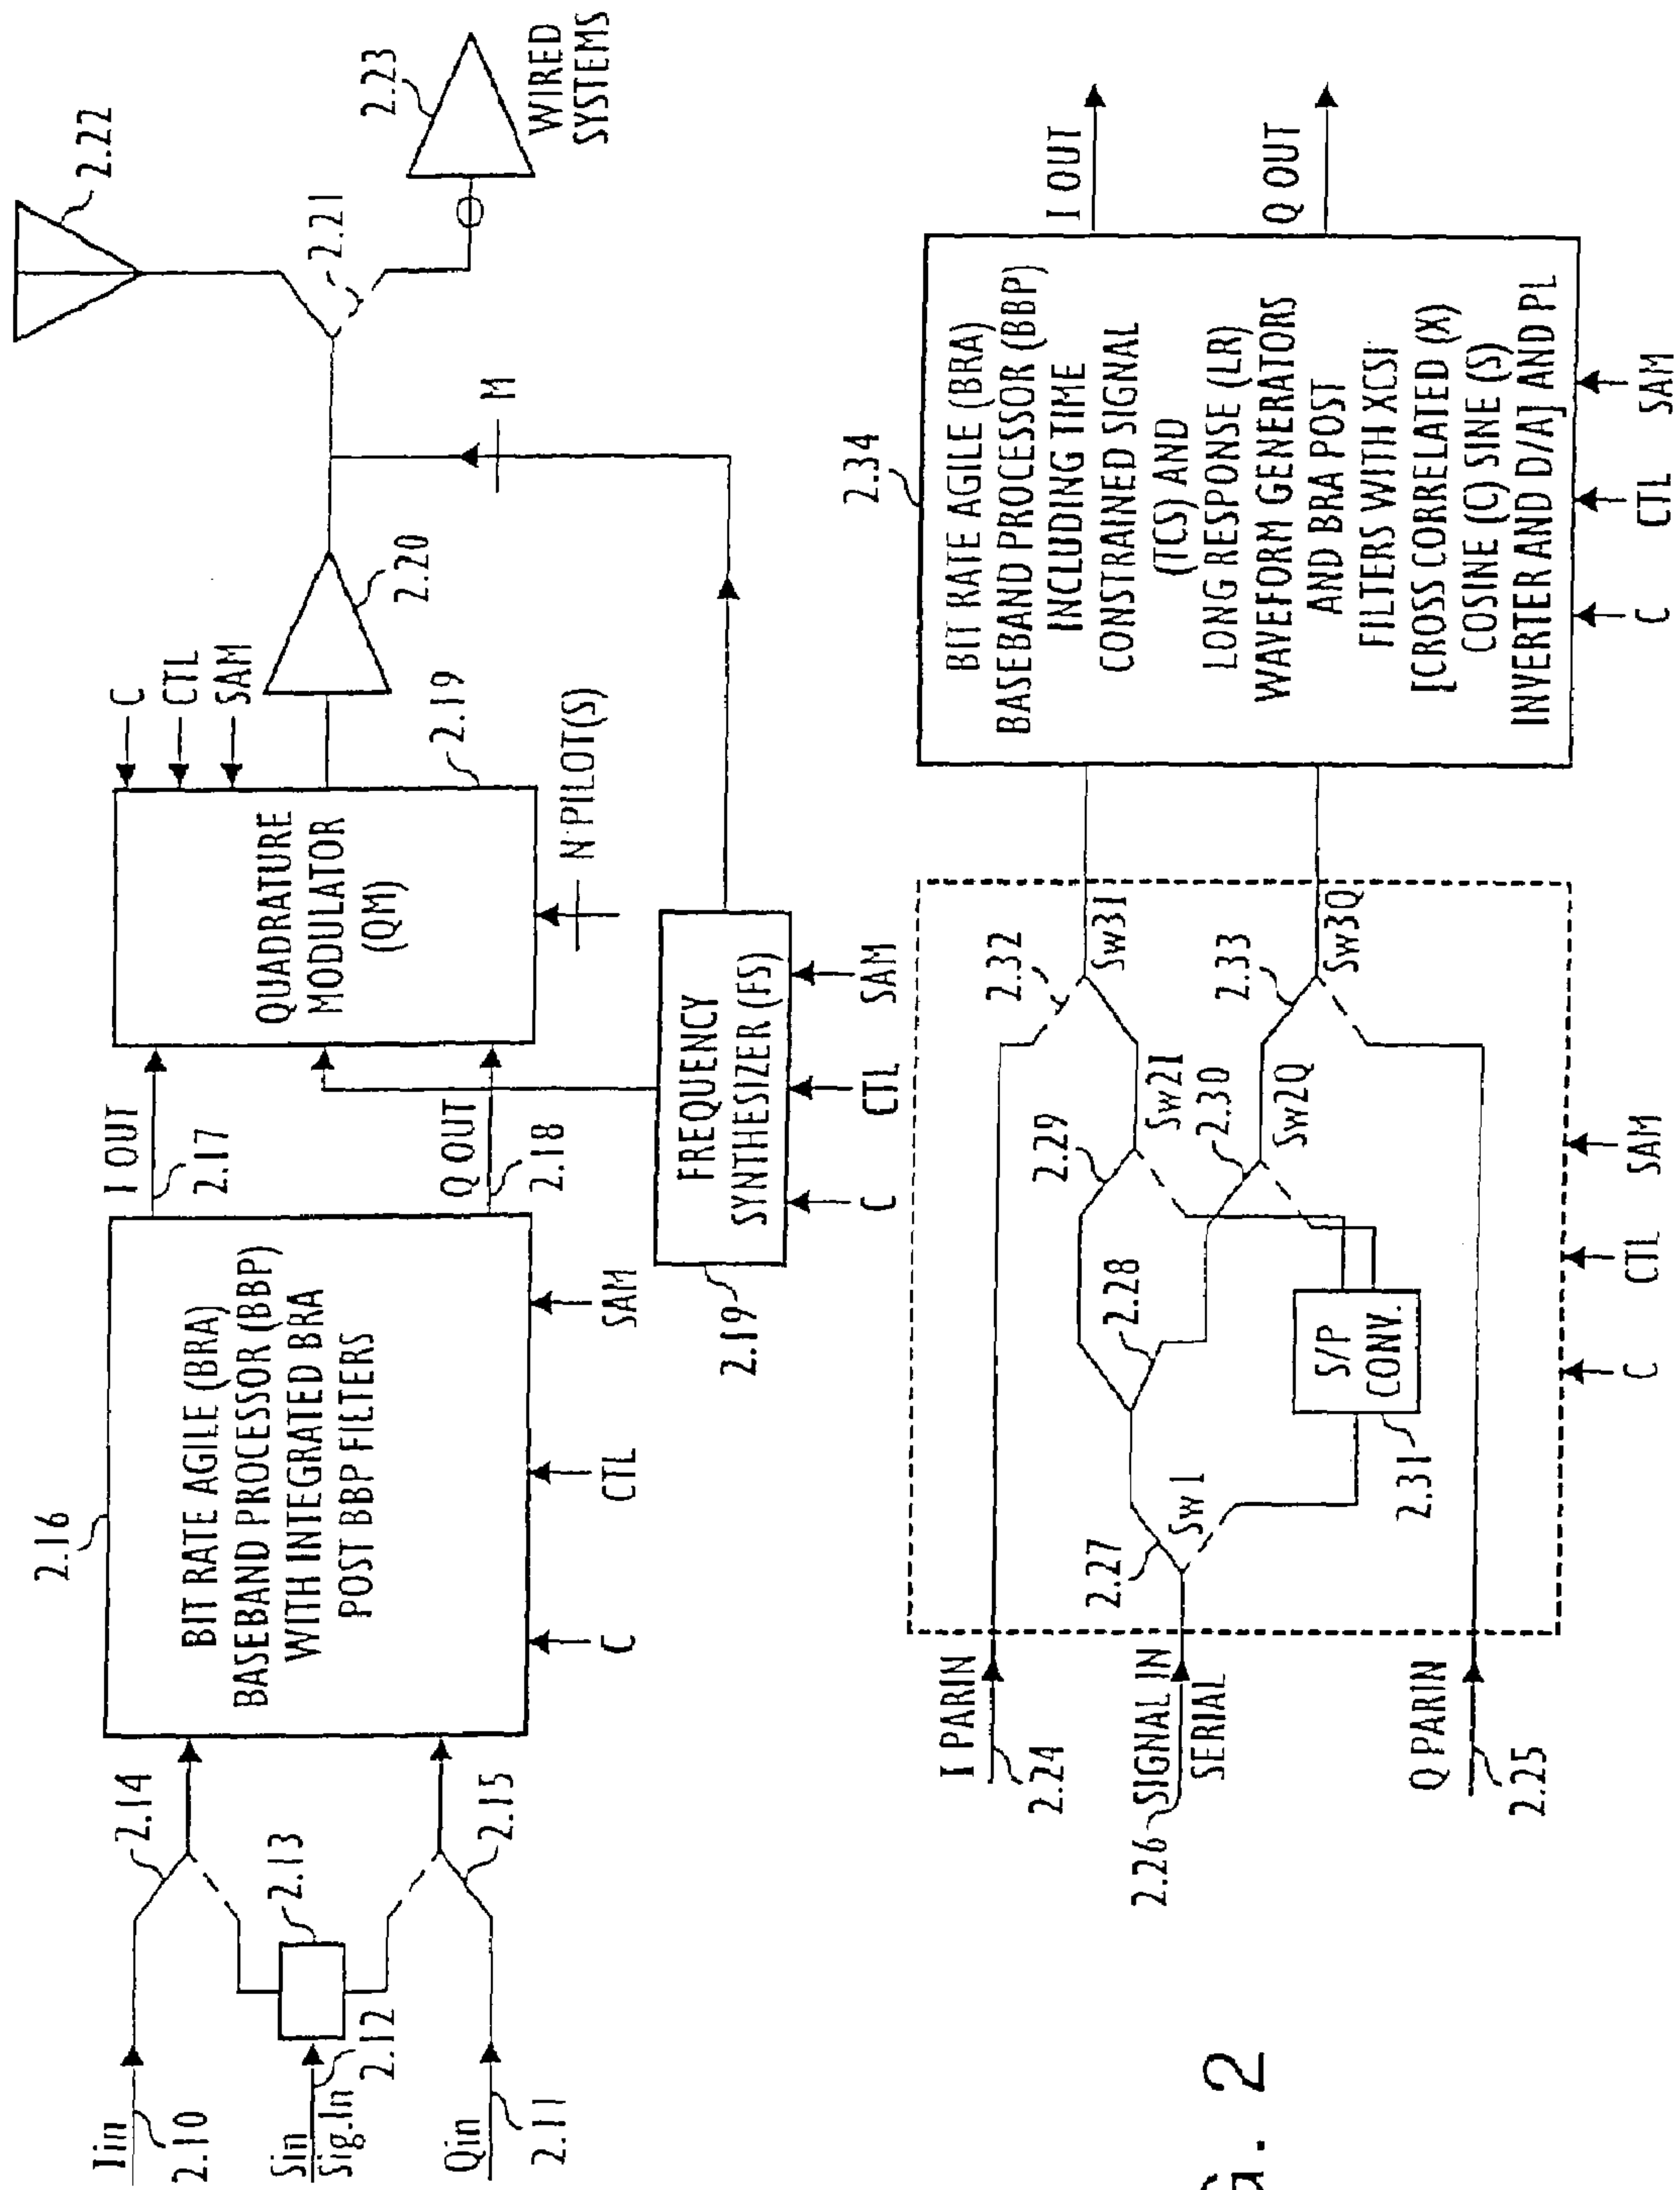 Iin
2.10
Sin
Sig.In
2.12
Qin
2.11
2.13
2.14
2.15
2.16
BIT RATE AGILE (BRA)
BASEBAND PROCESSOR (BBP)
WITH INTEGRATED BRA
POST BBP FILTERS
C
CTL
SAM
I OUT
2.17
Q OUT
2.18
QUADRATURE
MODULATOR
(QM)
C
CTL
SAM
2.19
N PILOT(S)
2.19
FREQUENCY
SYNTHESIZER (FS)
C
CTL
SAM
2.20
M
2.21
2.22
2.23
WIRED
SYSTEMS
I PARIN
2.24
2.26
SIGNAL IN
SERIAL
Q PARIN
2.25
2.27
Sw1
2.28
2.29
Sw2I
2.30
Sw2Q
S/P
CONV.
2.31
2.32
Sw3I
2.33
Sw3Q
C
CTL
SAM
2.34
BIT RATE AGILE (BRA)
BASEBAND PROCESSOR (BBP)
INCLUDING TIME
CONSTRAINED SIGNAL
(TCS) AND
LONG RESPONSE (LR)
WAVEFORM GENERATORS
AND BRA POST
FILTERS WITH XCSI
[CROSS CORRELATED (X)
COSINE (C) SINE (S)
INVERTER AND D/A] AND PL
C
CTL
SAM
I OUT
Q OUT
2